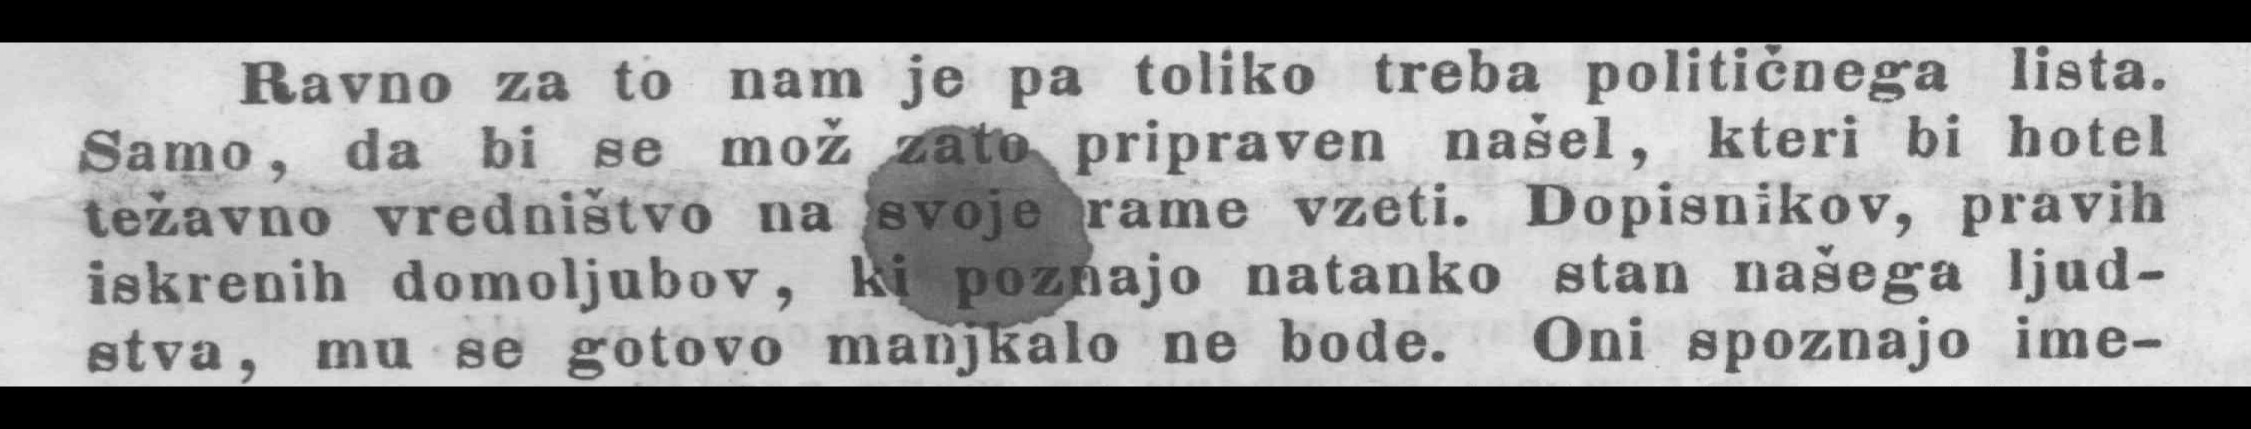 Ravno za to nam je pa toliko treba političnega lista.
Samo, da bi se mož zato pripraven našel, kteri bi hotel
težavno vredništvo na svoje rame vzeti. Dopisnikov, pravih
iskrenih domoljubov, ki poznajo natanko stan našega ljud-
stva, mu se gotovo manjkalo ne bode. Oni spoznajo ime-